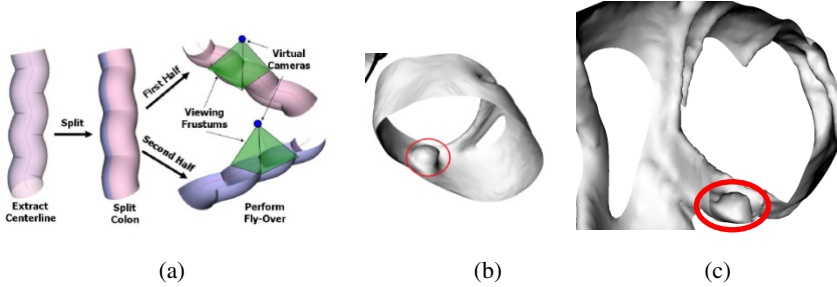 First Half
Virtual
Cameras
Split
Viewing
Frustums
Second Half
Extract
Centerline
Split
Colon
Perform
Fly-Over
(a)
(b)
(c)